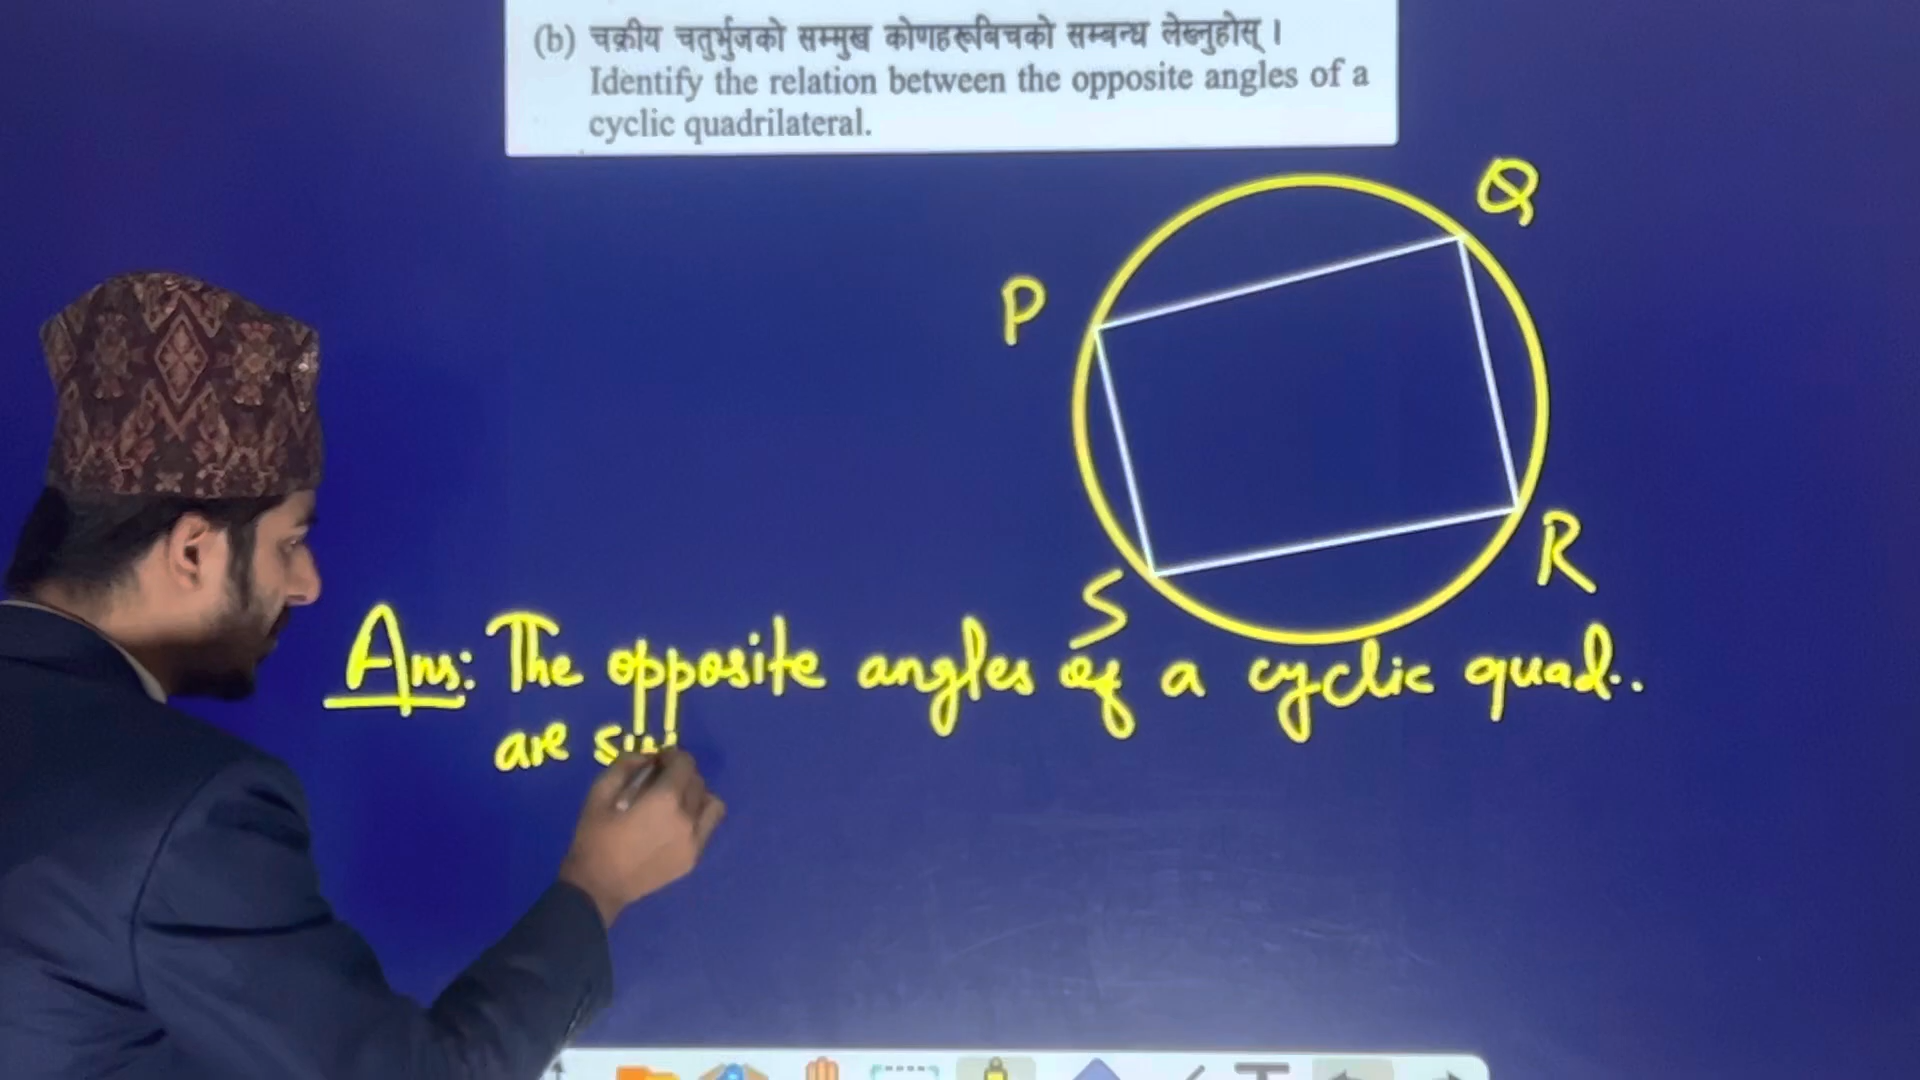 (b) चक्रीय चतुर्भुजको सम्मुख कोणहरूबिचको सम्बन्ध लेख्नुहोस् ।
Identify the relation between the opposite angles of a
cyclic quadrilateral.
Q
P
R
S
Ans: The opposite angles of a cyclic quad..
are